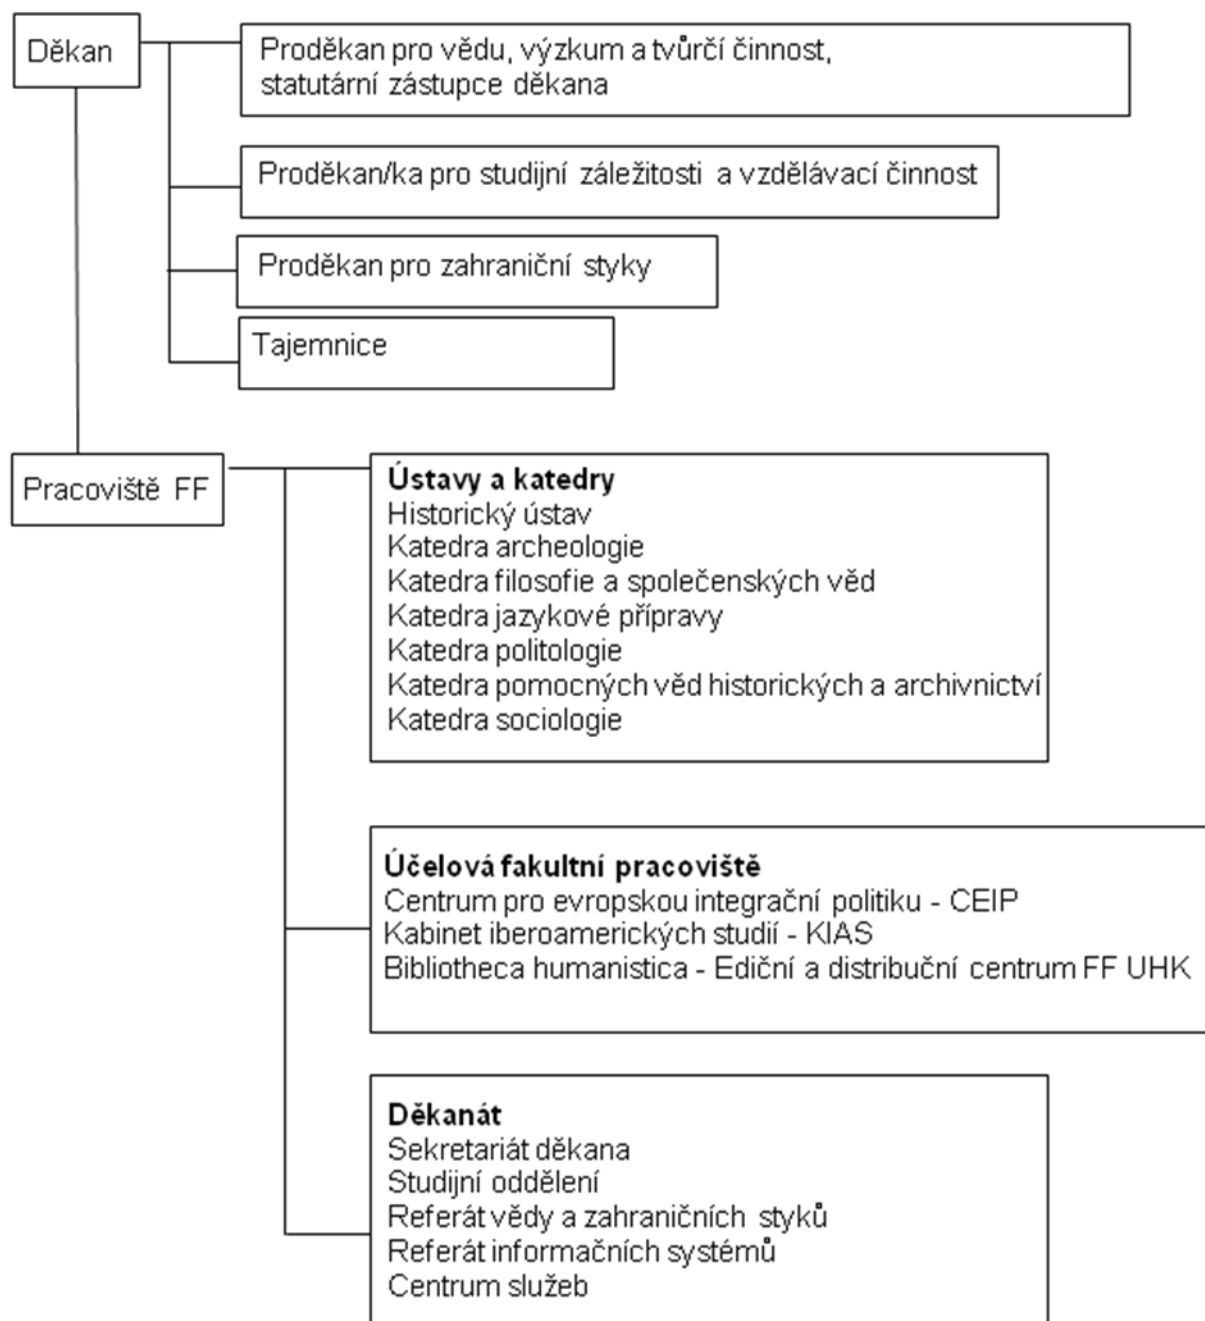 Děkan
Proděkan pro vědu, výzkum a tvůrčí činnost,
statutární zástupce děkana
Proděkan/ka pro studijní záležitosti a vzdělávací činnost
Proděkan pro zahraniční styky
Tajemnice
Pracoviště FF
Ústavy a katedry
Historický ústav
Katedra archeologie
Katedra filosofie a společenských věd
Katedra jazykové přípravy
Katedra politologie
Katedra pomocných věd historických a archivnictví
Katedra sociologie
Účelová fakultní pracoviště
Centrum pro evropskou integrační politiku - CEIP
Kabinet iberoamerických studií - KIAS
Bibliotheca humanistica - Ediční a distribuční centrum FF UHK
Děkanát
Sekretariát děkana
Studijní oddělení
Referát vědy a zahraničních styků
Referát informačních systémů
Centrum služeb